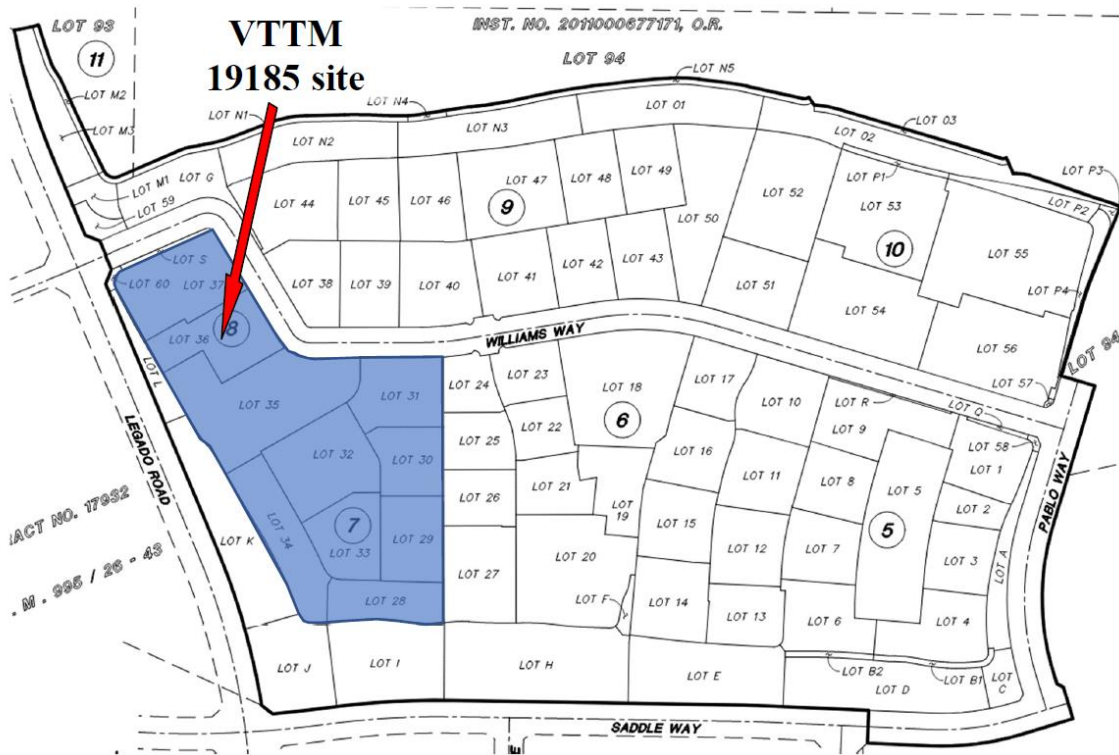 LOT 93
11
VTTM
19185 site
INST. NO. 2011000677171, O.R.
LOT 94
LOT M2
LOT M3
LOT N1
LOT N4
LOT N5
LOT N2
LOT N3
LOT O1
LOT O2
LOT O3
LOT P1
LOT P3
LOT P2
LOT M1
LOT G
LOT 59
LOT 44
LOT 45
LOT 46
LOT 47
9
LOT 48
LOT 49
LOT 50
LOT 52
LOT 53
10
LOT 55
LOT S
LOT 60
LOT 37
LOT 38
LOT 39
LOT 40
LOT 41
LOT 42
LOT 43
LOT 51
LOT 54
LOT P4
LOT 56
LOT 57
LOT 94
LOT 36
8
WILLIAMS WAY
LOT L
LOT 35
LOT 31
LOT 24
LOT 23
LOT 18
6
LOT 17
LOT 10
LOT R
LOT Q
LOT 9
LOT 58
LOT 1
LEGADO ROAD
LOT 32
LOT 30
LOT 25
LOT 22
LOT 16
LOT 11
LOT 8
LOT 5
5
LOT 2
PABLO WAY
ACT NO. 17932
. M . 995 / 26 - 43
LOT K
LOT 34
7
LOT 33
LOT 29
LOT 26
LOT 21
LOT
19
LOT 15
LOT 12
LOT 7
LOT 3
LOT A
LOT 28
LOT 27
LOT 20
LOT F
LOT 14
LOT 13
LOT 6
LOT 4
LOT J
LOT I
LOT H
LOT E
LOT B2
LOT B1
LOT D
LOT
C
SADDLE WAY
E